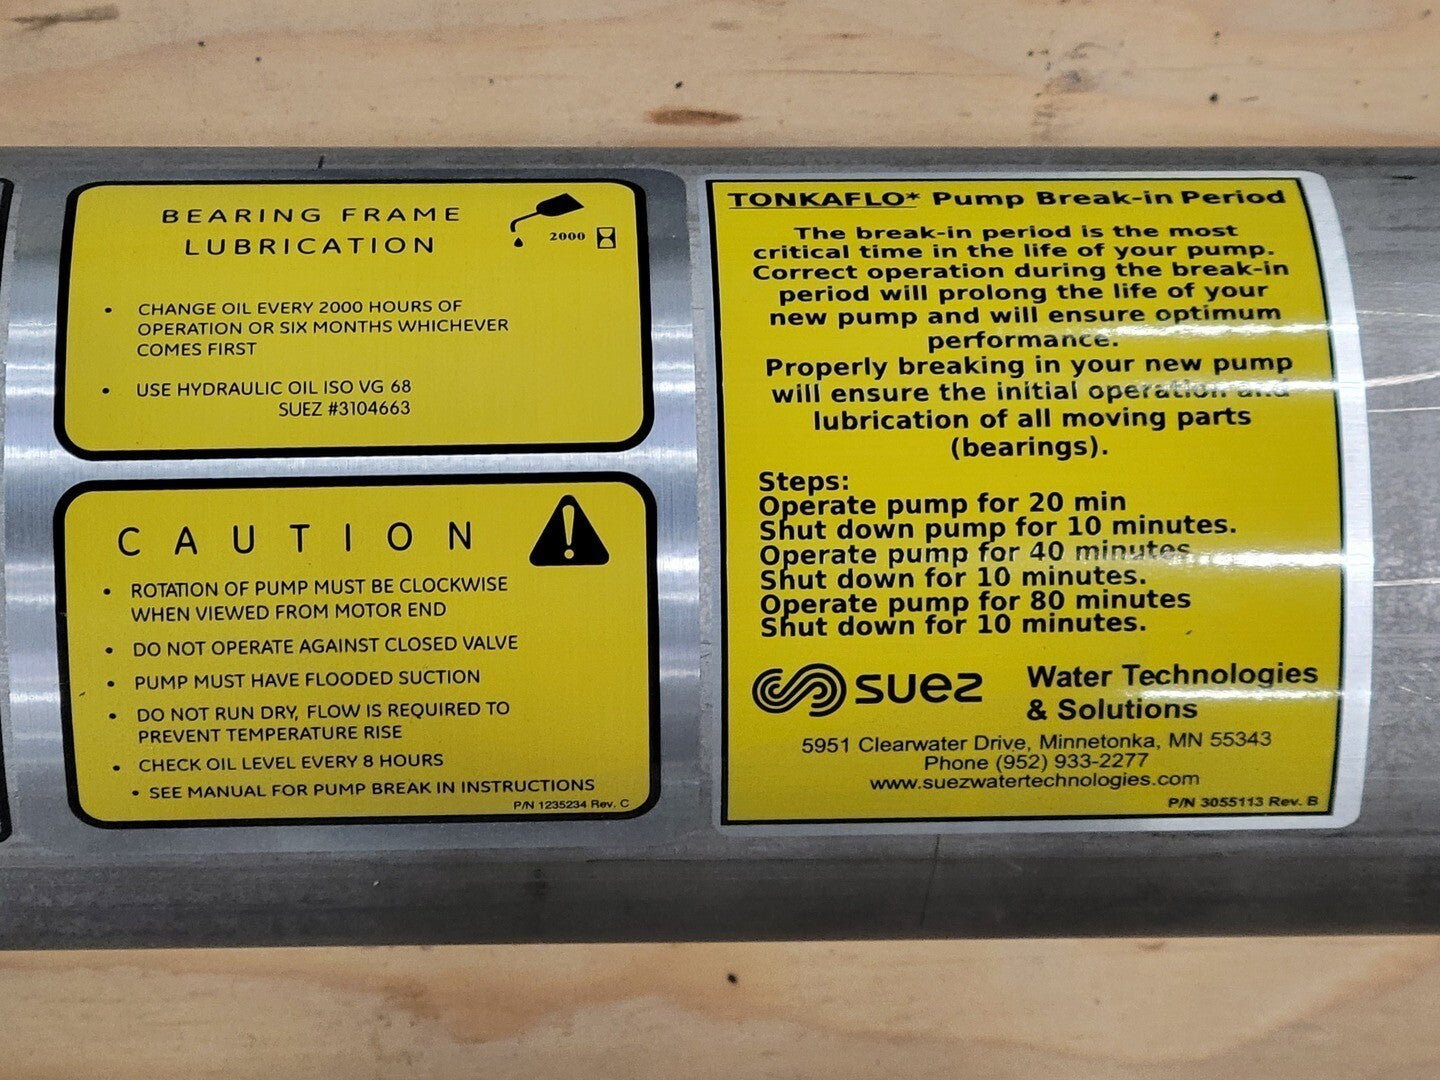 BEARING FRAME
LUBRICATION
2000
• CHANGE OIL EVERY 2000 HOURS OF
OPERATION OR SIX MONTHS WHICHEVER
COMES FIRST
• USE HYDRAULIC OIL ISO VG 68
SUEZ #3104663
CAUTION
• ROTATION OF PUMP MUST BE CLOCKWISE
WHEN VIEWED FROM MOTOR END
• DO NOT OPERATE AGAINST CLOSED VALVE
• PUMP MUST HAVE FLOODED SUCTION
• DO NOT RUN DRY, FLOW IS REQUIRED TO
PREVENT TEMPERATURE RISE
• CHECK OIL LEVEL EVERY 8 HOURS
• SEE MANUAL FOR PUMP BREAK IN INSTRUCTIONS
P/N 1235234 Rev. C
TONKAFLO* Pump Break-in Period
The break-in period is the most
critical time in the life of your pump.
Correct operation during the break-in
period will prolong the life of your
new pump and will ensure optimum
performance.
Properly breaking in your new pump
will ensure the initial operation and
lubrication of all moving parts
(bearings).
Steps:
Operate pump for 20 min
Shut down pump for 10 minutes.
Operate pump for 40 minutes
Shut down for 10 minutes.
Operate pump for 80 minutes
Shut down for 10 minutes.
suez
Water Technologies
& Solutions
5951 Clearwater Drive, Minnetonka, MN 55343
Phone (952) 933-2277
www.suezwatertechnologies.com
P/N 3055113 Rev. B